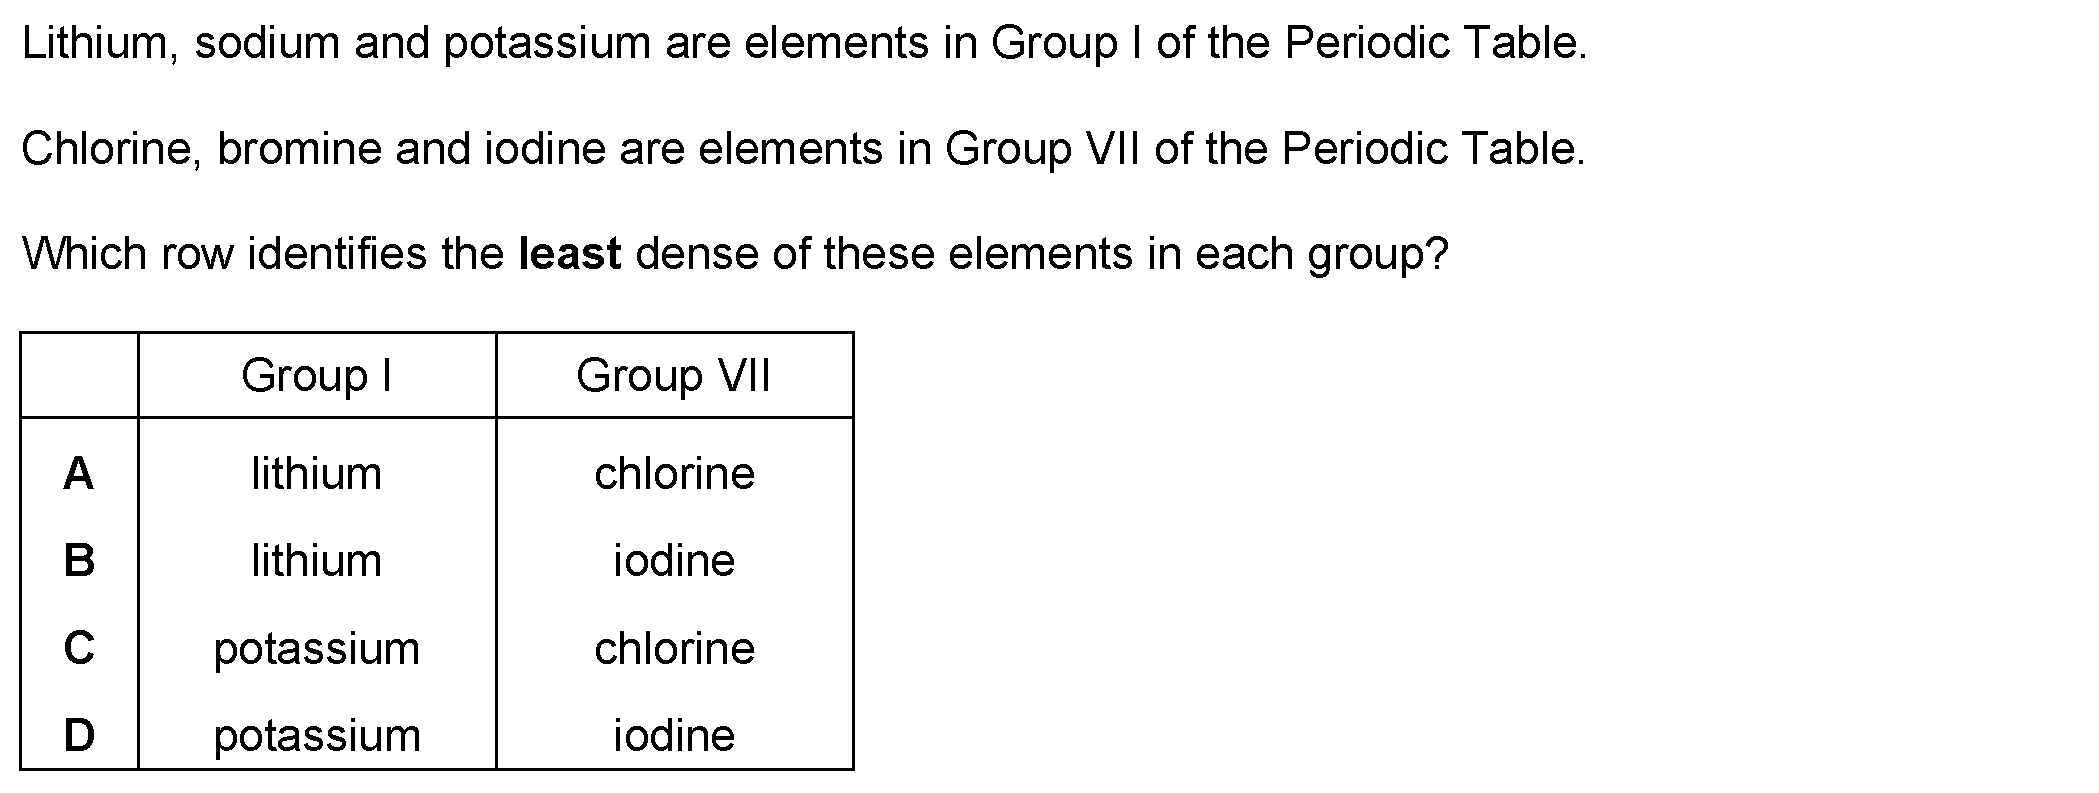 Lithium, sodium and potassium are elements in Group I of the Periodic Table.
Chlorine, bromine and iodine are elements in Group VII of the Periodic Table.
Which row identifies the least dense of these elements in each group?
Group I Group VII
A lithium chlorine
B lithium iodine
C potassium chlorine
D potassium iodine